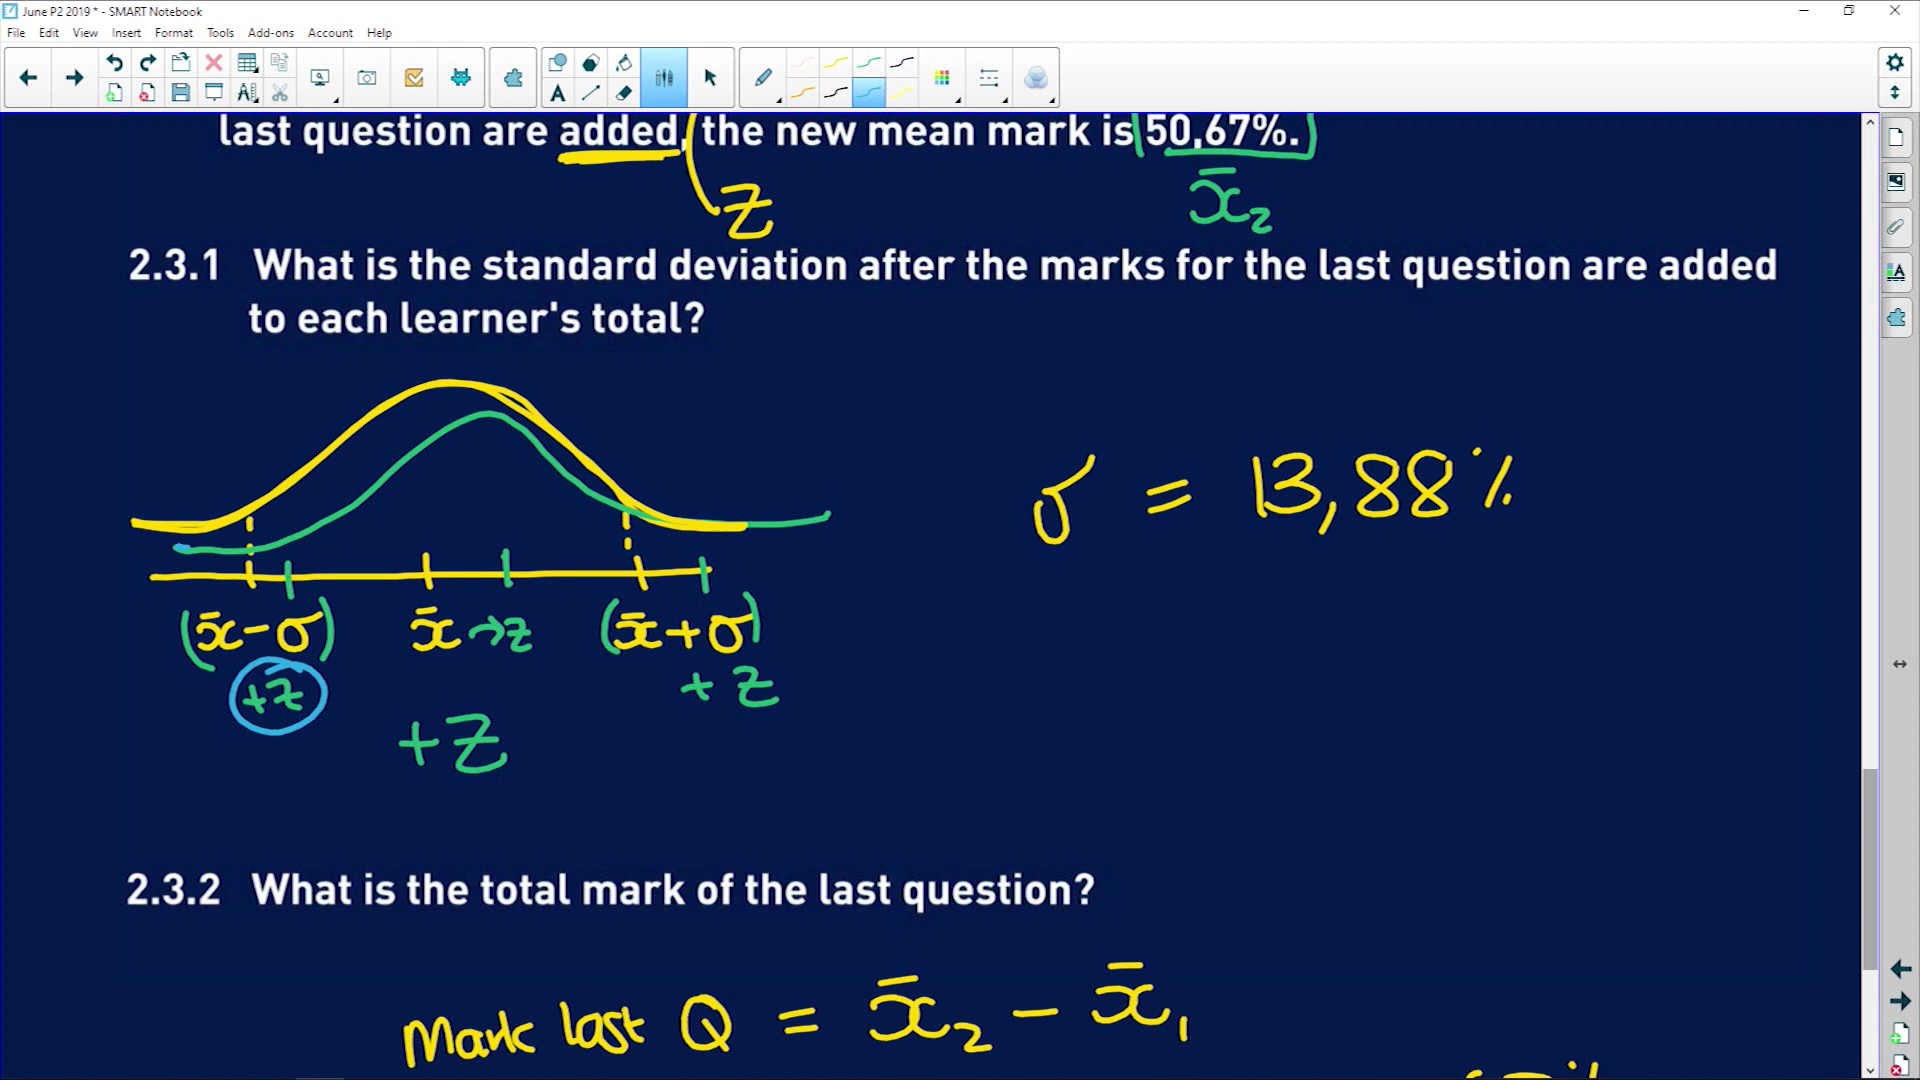 June P2 2019 * - SMART Notebook
File Edit View Insert Format Tools Add-ons Account Help
last question are added, the new mean mark is 50,67%.
z
x̄₂
2.3.1 What is the standard deviation after the marks for the last question are added
to each learner's total?
σ = 13,88%
(x̄ - σ) x̄ → z (x̄ + σ)
+z + z
+z
2.3.2 What is the total mark of the last question?
Mark last Q = x̄₂ - x̄₁